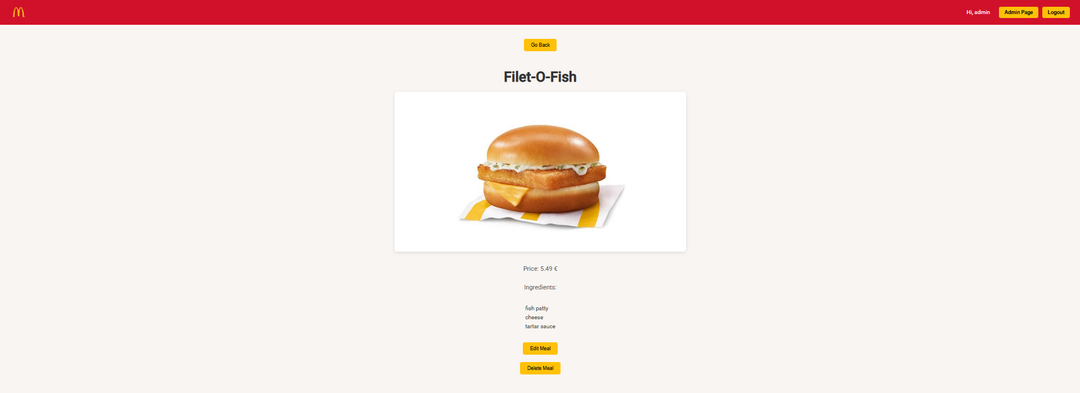 Hi, admin
Admin Page
Logout
Go Back
Filet-O-Fish
Price: 5.49 €
Ingredients:
fish patty
cheese
tartar sauce
Edit Meal
Delete Meal